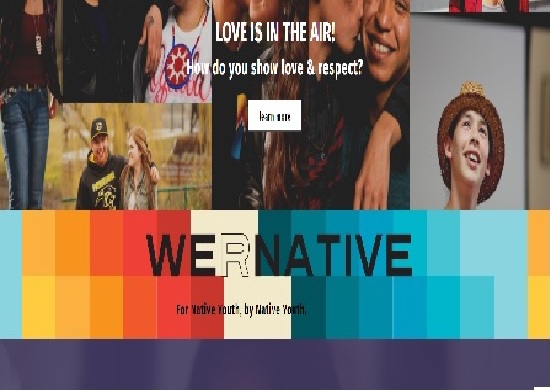 LOVE IS IN THE AIR!
How do you show love & respect?
learn more
WERNATIVE
For Native Youth, by Native Youth.